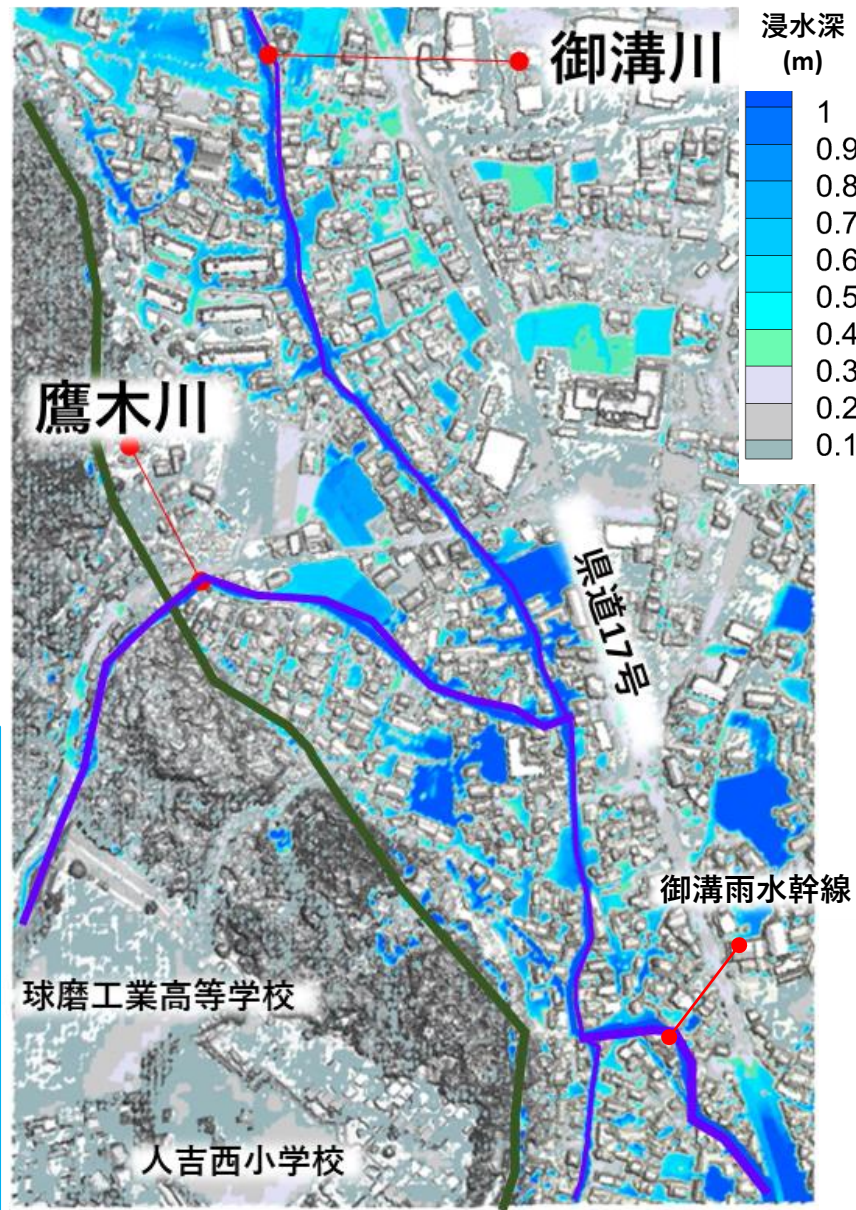 御溝川
浸水深
(m)
1
0.9
0.8
0.7
0.6
0.5
0.4
0.3
0.2
0.1
鷹木川
県道17号
御溝雨水幹線
球磨工業高等学校
人吉西小学校